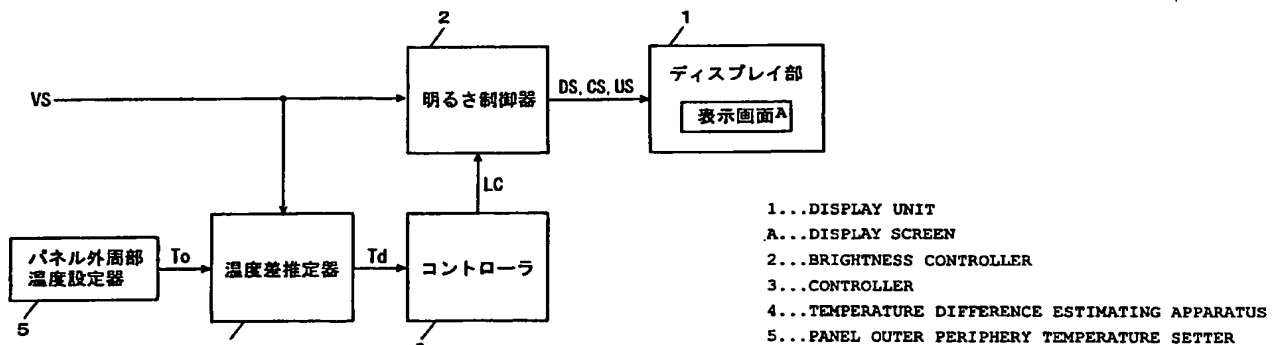 2
1
VS
明るさ制御器
DS, CS, US
ディスプレイ部
表示画面A
LC
パネル外周部
温度設定器
To
温度差推定器
Td
コントローラ
5
1...DISPLAY UNIT
A...DISPLAY SCREEN
2...BRIGHTNESS CONTROLLER
3...CONTROLLER
4...TEMPERATURE DIFFERENCE ESTIMATING APPARATUS
5...PANEL OUTER PERIPHERY TEMPERATURE SETTER